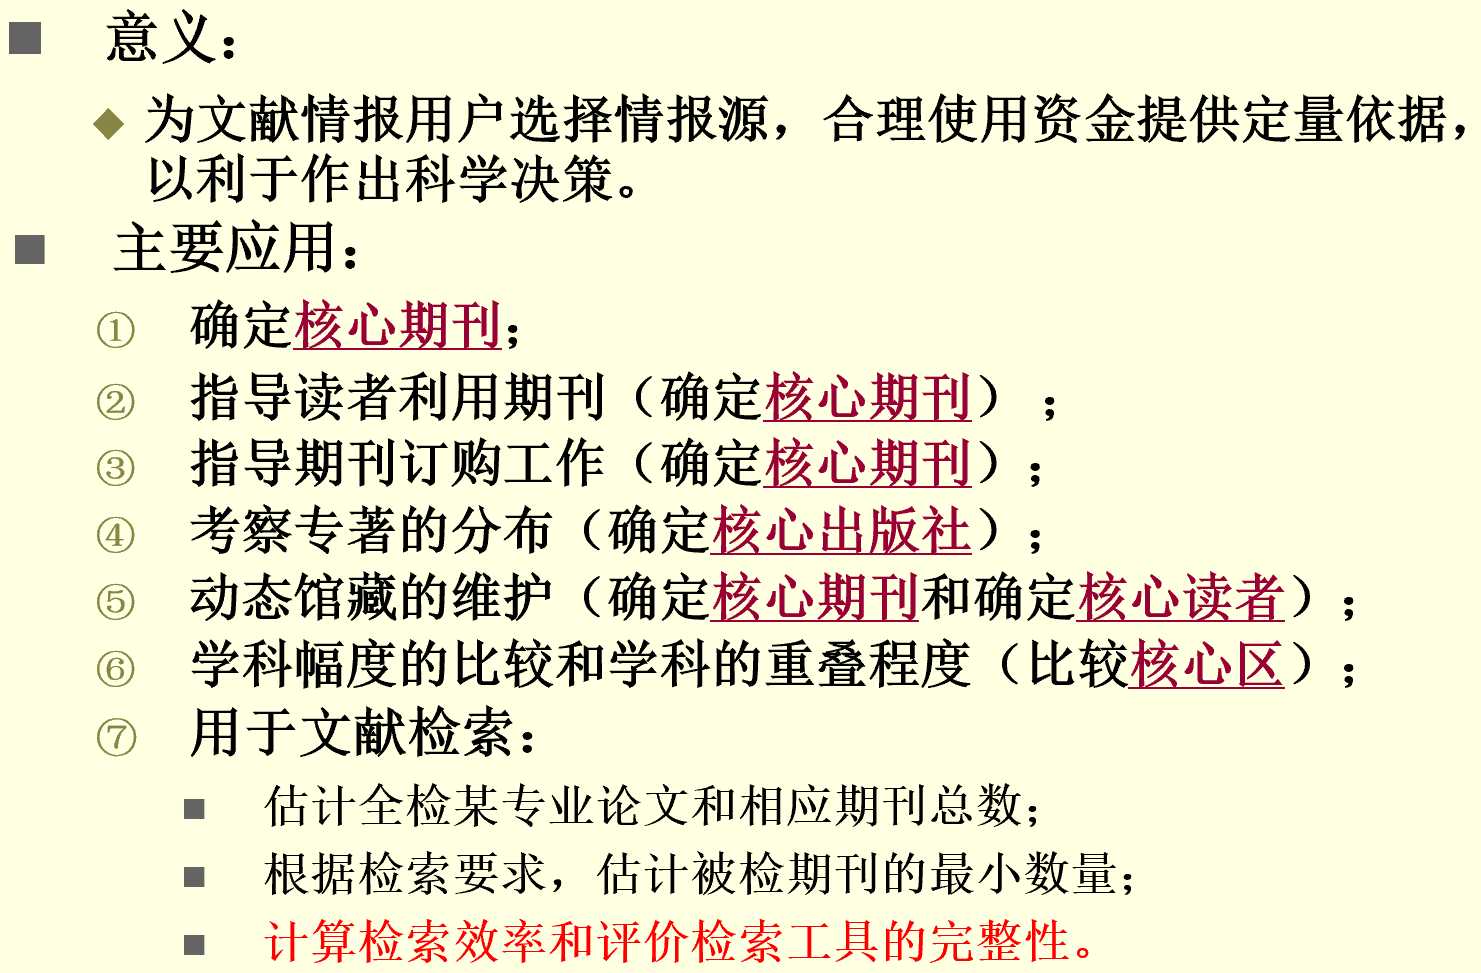 ■ 意义：
◆ 为文献情报用户选择情报源，合理使用资金提供定量依据，
以利于作出科学决策。
■ 主要应用：
① 确定核心期刊；
② 指导读者利用期刊（确定核心期刊） ；
③ 指导期刊订购工作（确定核心期刊）；
④ 考察专著的分布（确定核心出版社）；
⑤ 动态馆藏的维护（确定核心期刊和确定核心读者）；
⑥ 学科幅度的比较和学科的重叠程度（比较核心区）；
⑦ 用于文献检索：
■ 估计全检某专业论文和相应期刊总数；
■ 根据检索要求，估计被检期刊的最小数量；
■ 计算检索效率和评价检索工具的完整性。